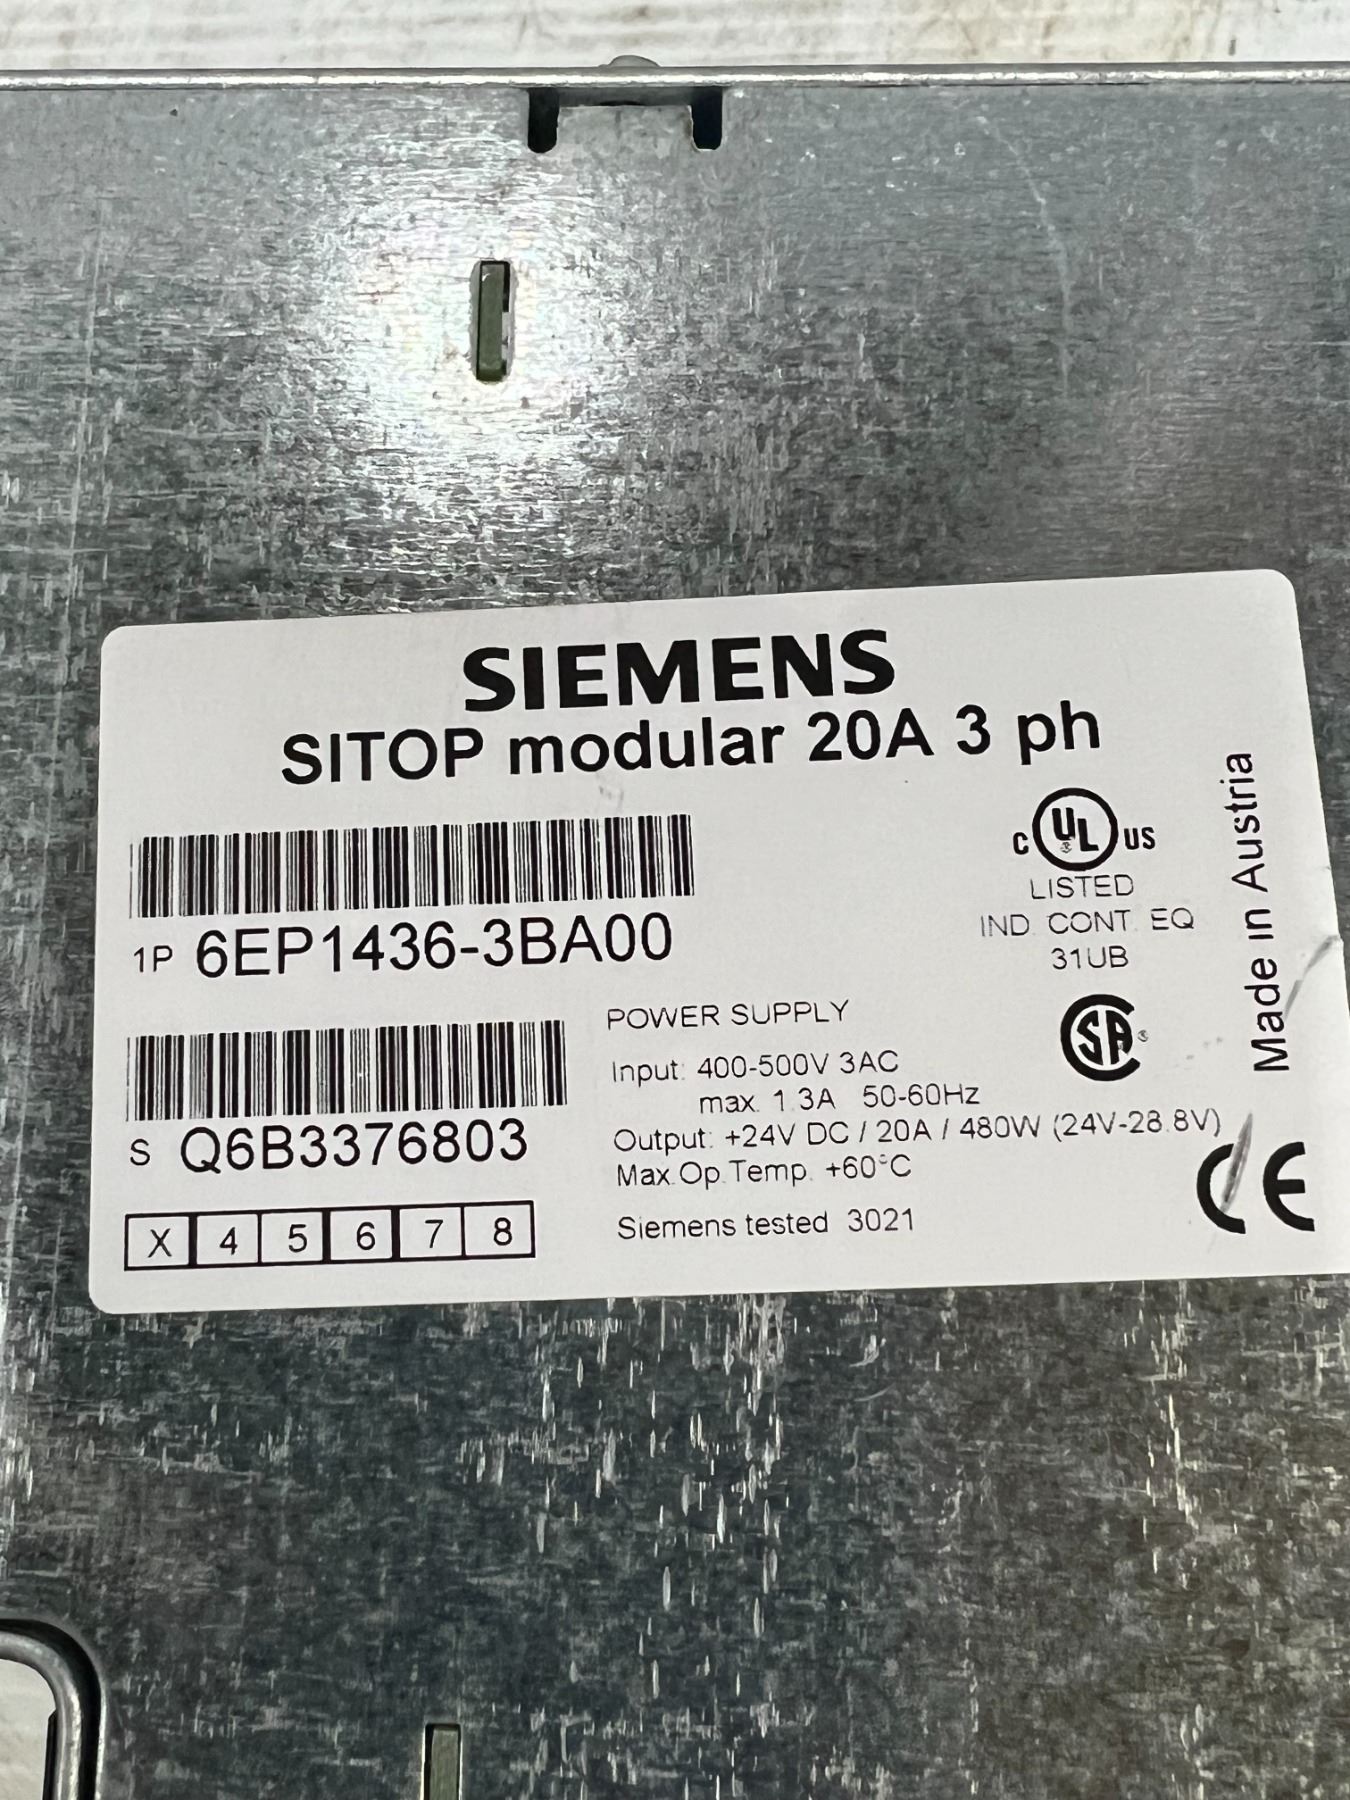 SIEMENS
SITOP modular 20A 3 ph
1P 6EP1436-3BA00
S Q6B3376803
X 4 5 6 7 8
C UL US
LISTED
IND. CONT. EQ
31UB
SA
POWER SUPPLY
Input: 400-500V 3AC
max. 1.3A 50-60Hz
Output: +24V DC / 20A / 480W (24V-28.8V)
Max.Op.Temp. +60°C
Siemens tested 3021
Made in Austria
CE